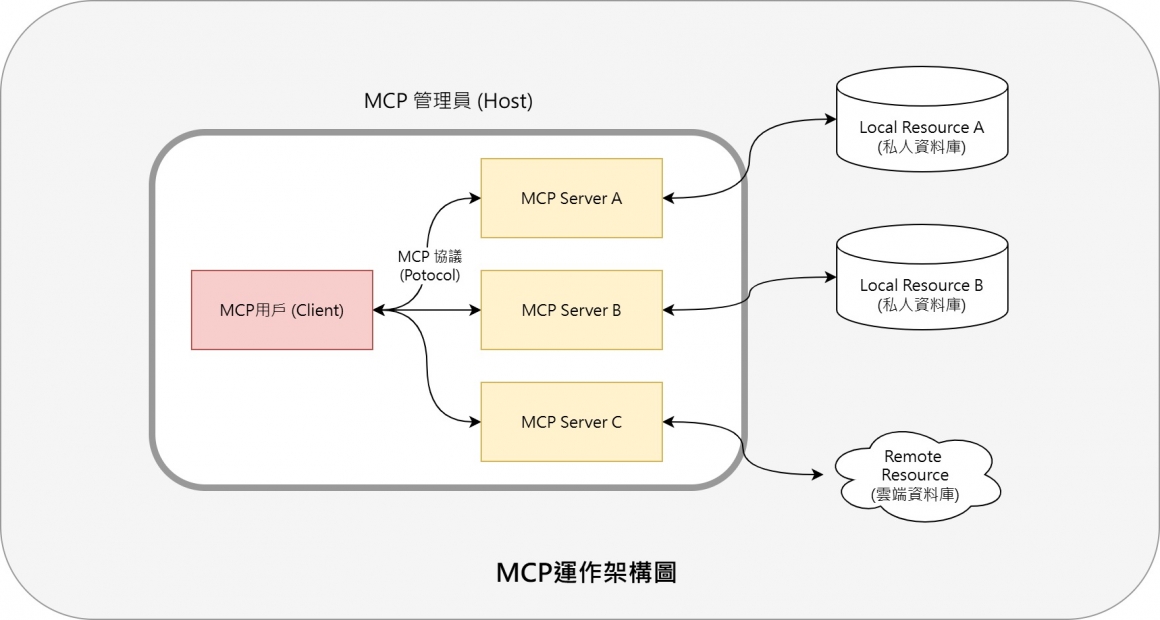 MCP 管理員 (Host)
Local Resource A
(私人資料庫)
MCP Server A
MCP 協議
(Potocol)
Local Resource B
(私人資料庫)
MCP用戶 (Client)
MCP Server B
MCP Server C
Remote
Resource
(雲端資料庫)
MCP運作架構圖